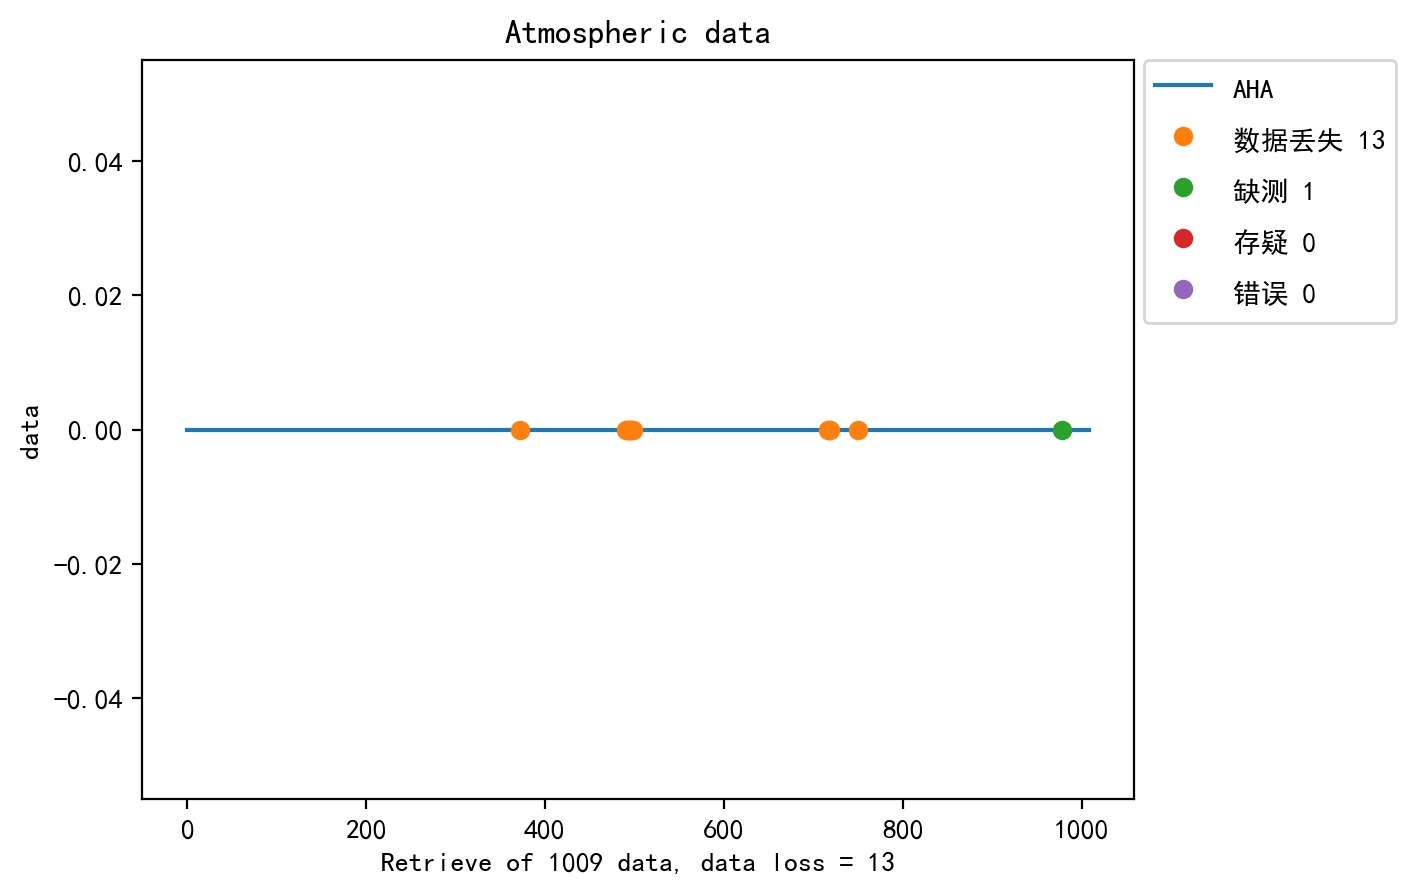 Atmospheric data
AHA
数据丢失 13
缺测 1
存疑 0
错误 0
data
0.04
0.02
0.00
−0.02
−0.04
0 200 400 600 800 1000
Retrieve of 1009 data, data loss = 13